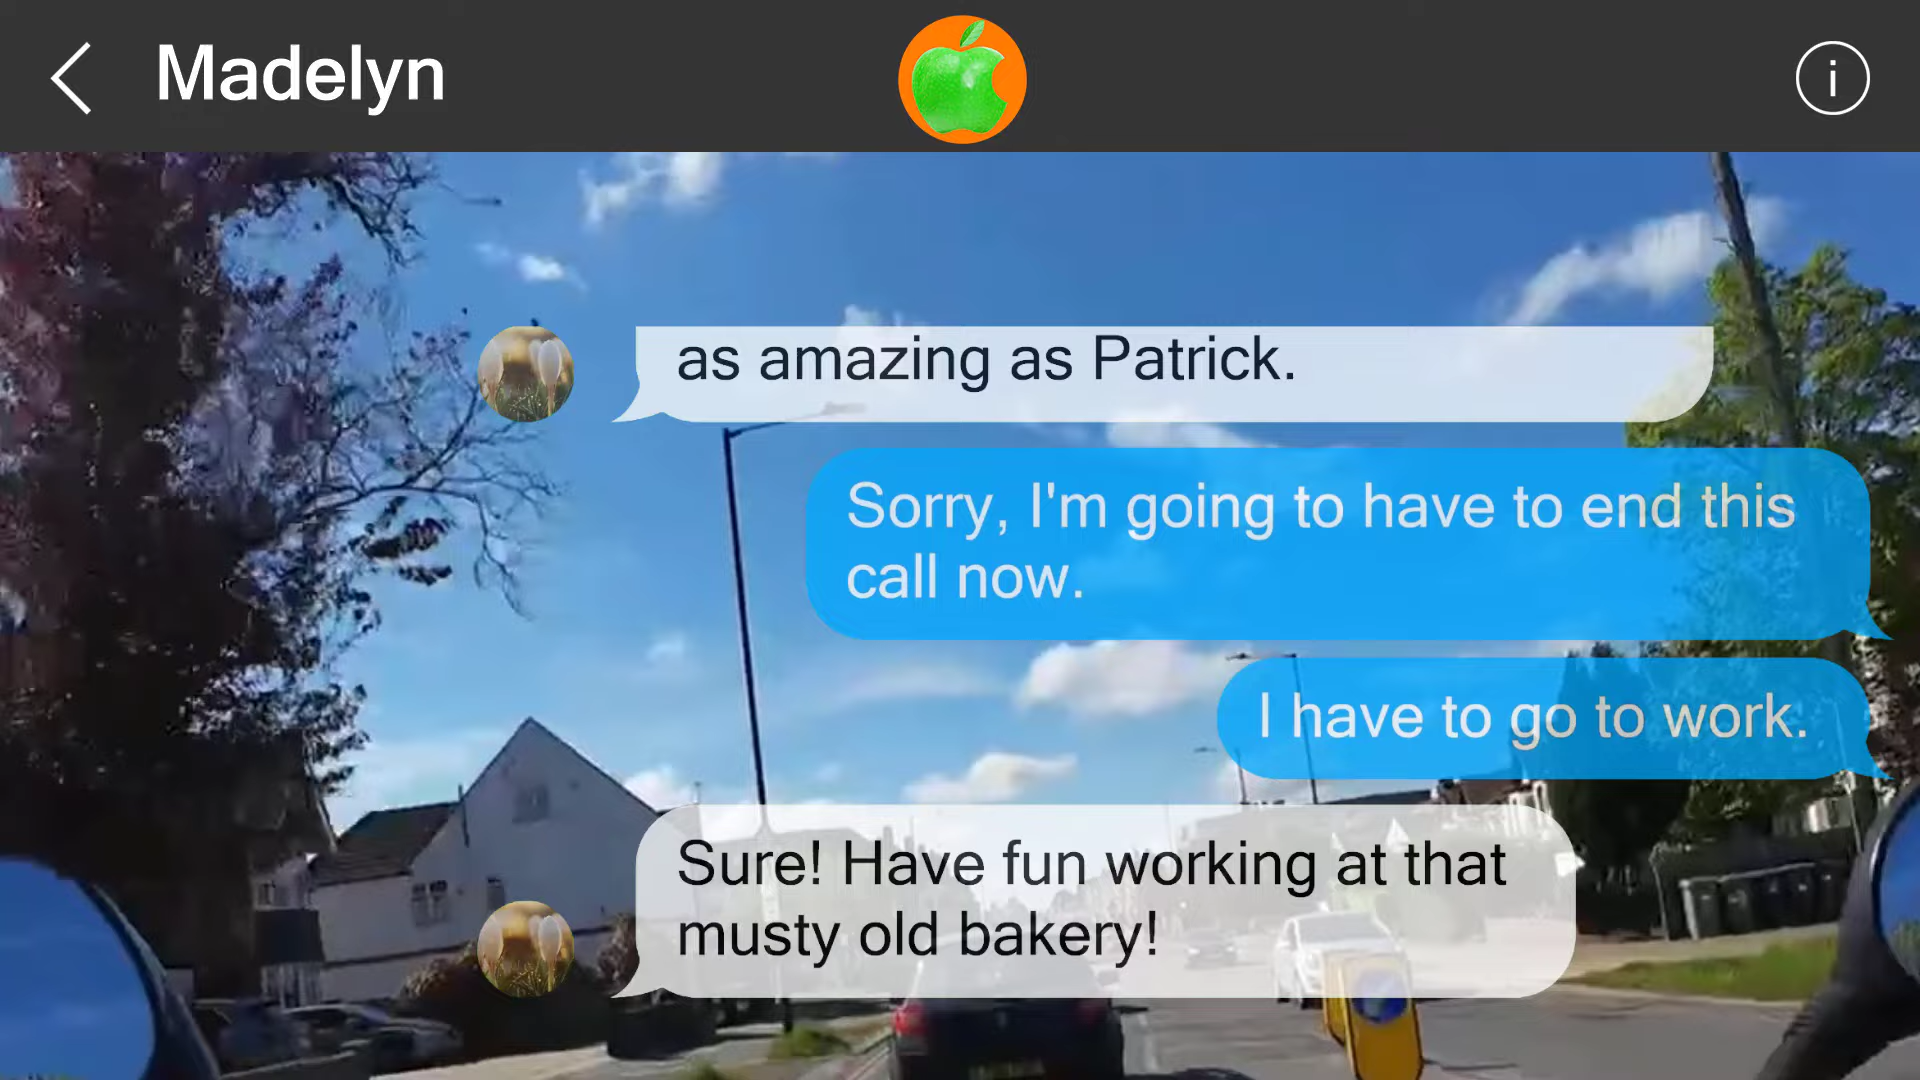 Madelyn
as amazing as Patrick.
Sorry, I'm going to have to end this
call now.
I have to go to work.
Sure! Have fun working at that
musty old bakery!